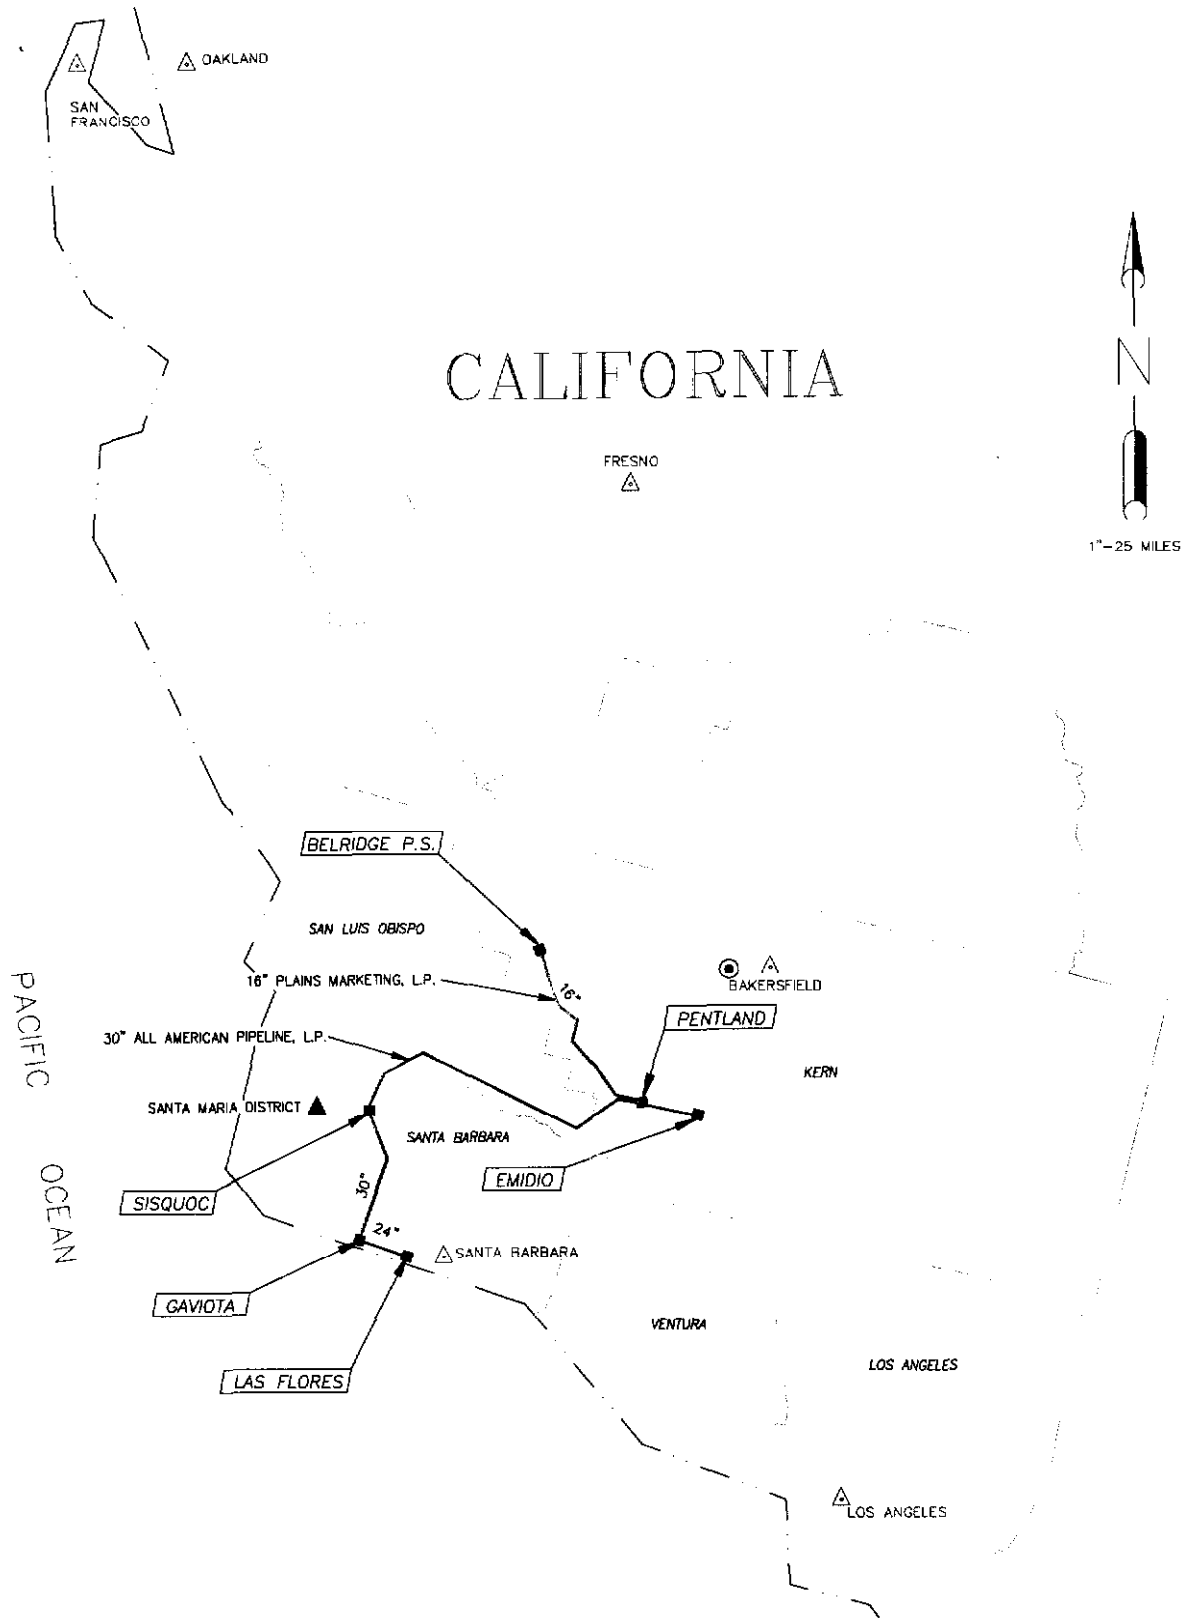 OAKLAND
SAN
FRANCISCO
CALIFORNIA
N
FRESNO
1"-25 MILES
BELRIDGE P.S.
SAN LUIS OBISPO
BAKERSFIELD
16" PLAINS MARKETING, L.P.
16"
PENTLAND
PACIFIC
OCEAN
30" ALL AMERICAN PIPELINE, L.P.
KERN
SANTA MARIA DISTRICT
SANTA BARBARA
EMIDIO
30"
SISQUOC
24"
SANTA BARBARA
GAVIOTA
VENTURA
LOS ANGELES
LAS FLORES
LOS ANGELES